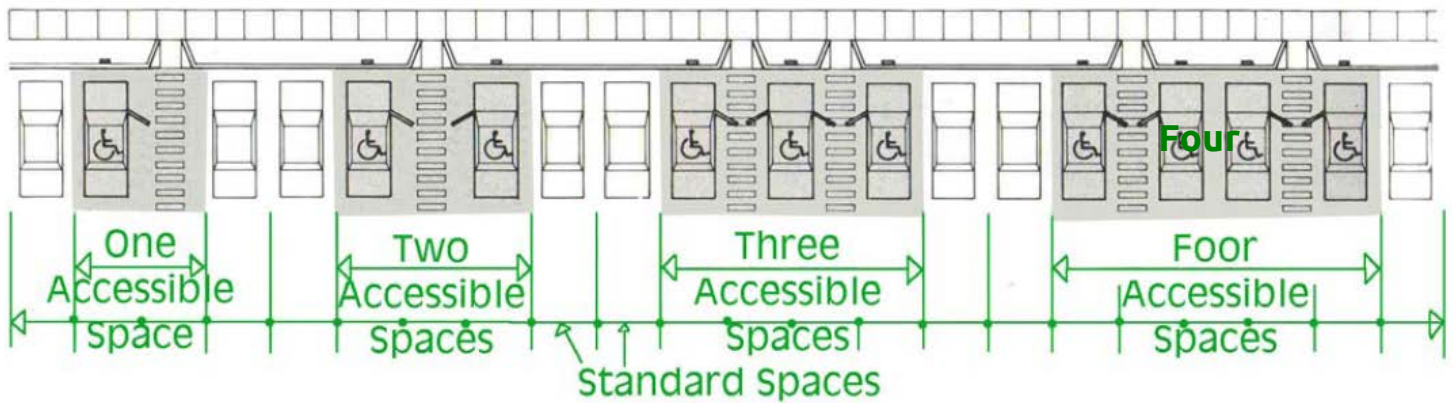 Four
One
Accessible
Space
Two
Accessible
Spaces
Three
Accessible
Spaces
Foor
Accessible
Spaces
Standard Spaces